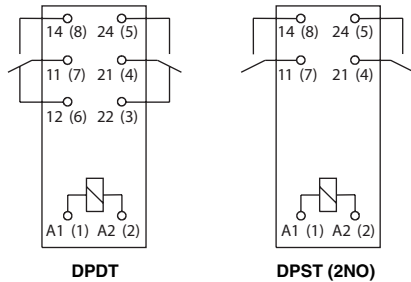 14 (8) 24 (5) 14 (8) 24 (5)
11 (7) 21 (4) 11 (7) 21 (4)
12 (6) 22 (3)
A1 (1) A2 (2) A1 (1) A2 (2)
DPDT DPST (2NO)